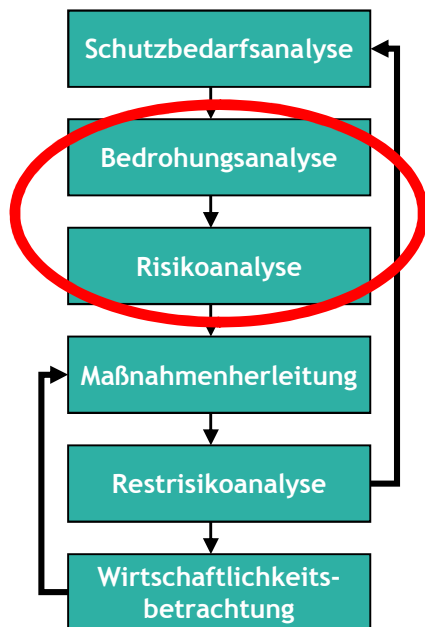 Schutzbedarfsanalyse
Bedrohungsanalyse
Risikoanalyse
Maßnahmenherleitung
Restrisikoanalyse
Wirtschaftlichkeits-
betrachtung